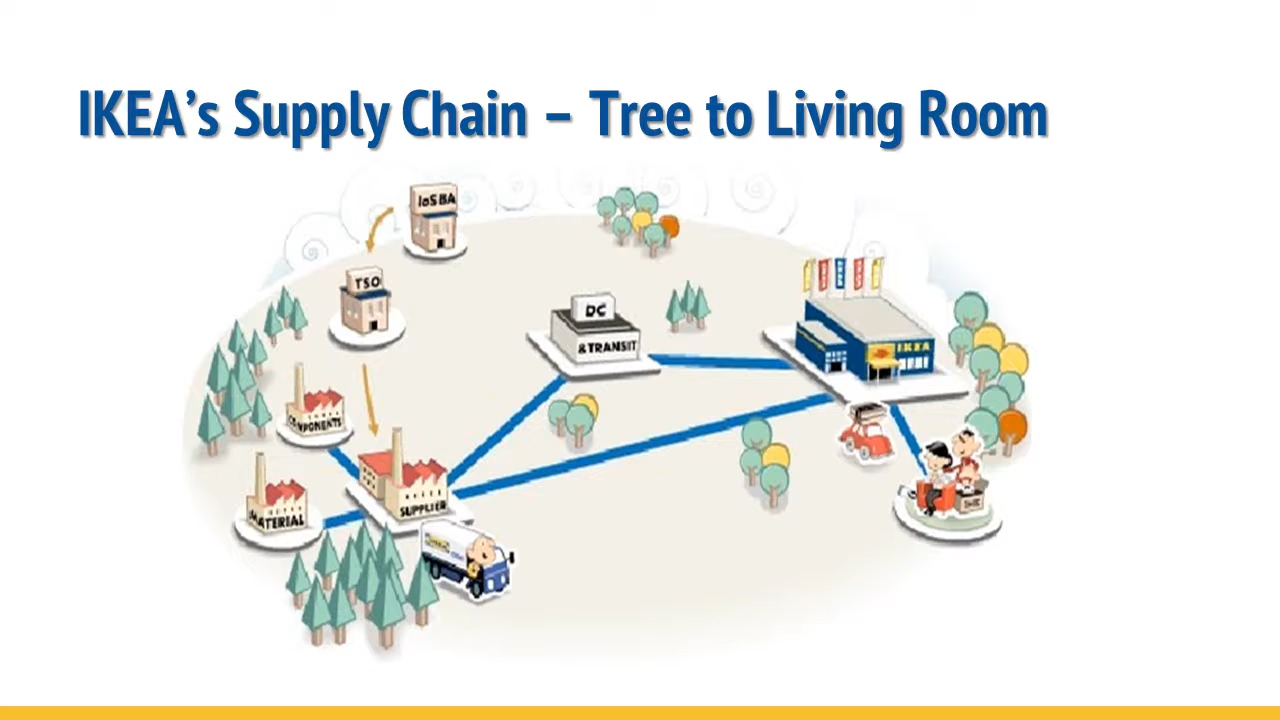 IKEA's Supply Chain – Tree to Living Room
IoSBA
TSO
DC
&TRANSIT
IKEA
COMPONENTS
SUPPLIER
MATERIAL